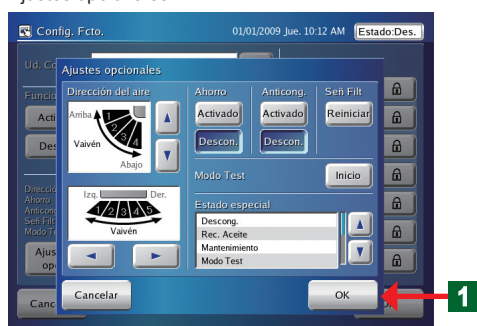 Config. Fcto. 01/01/2009 Jue. 10:12 AM Estado:Des.
Ajustes opcionales
Dirección del aire
Arriba
1
2
3
4
Vaivén
Abajo
Izq. Der.
1 2 3 4 5
Vaivén
Ahorro
Activado
Descon.
Anticong.
Activado
Descon.
Señ Filt
Reiniciar
Modo Test Inicio
Estado especial
Descong.
Rec. Aceite
Mantenimiento
Modo Test
Cancelar OK
1
Ud. Co
Funcio
Acti
Des
Direcció
Ahorro
Anticon
Señ Filt
Modo T
Ajus
op
Canc